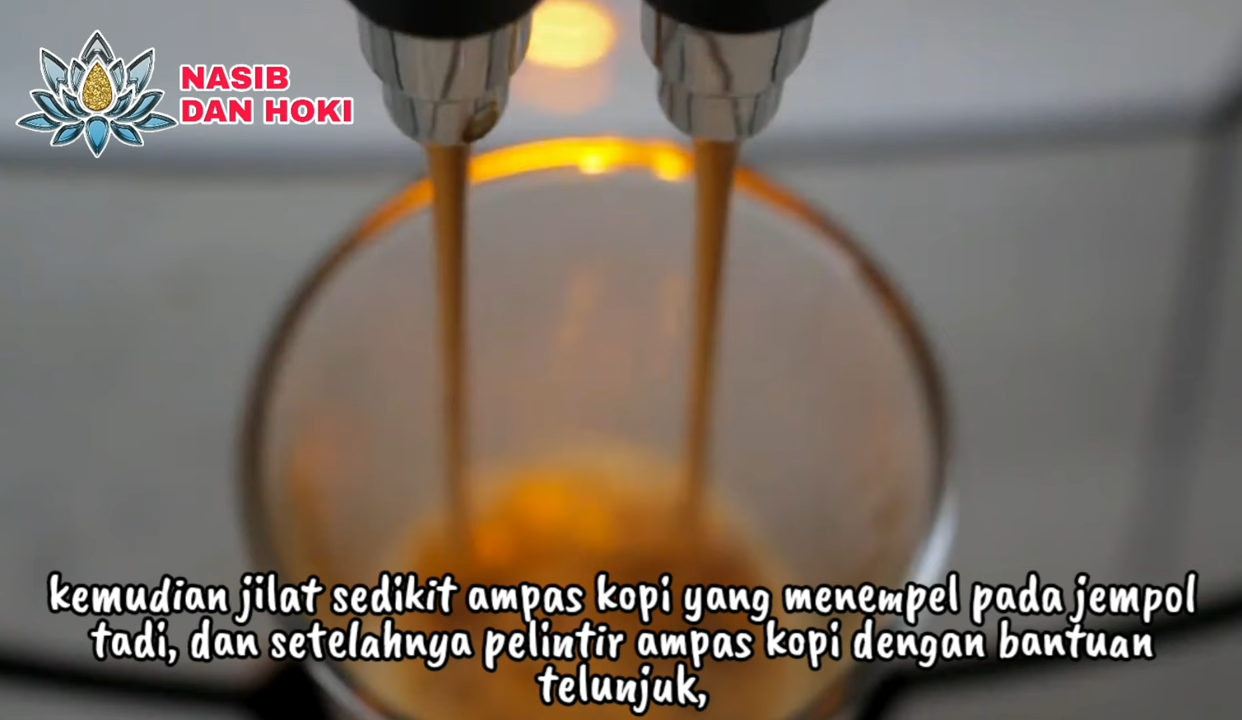 NASIB
DAN HOKI
kemudian jilat sedikit ampas kopi yang menempel pada jempol
tadi, dan setelahnya pelintir ampas kopi dengan bantuan
telunjuk,